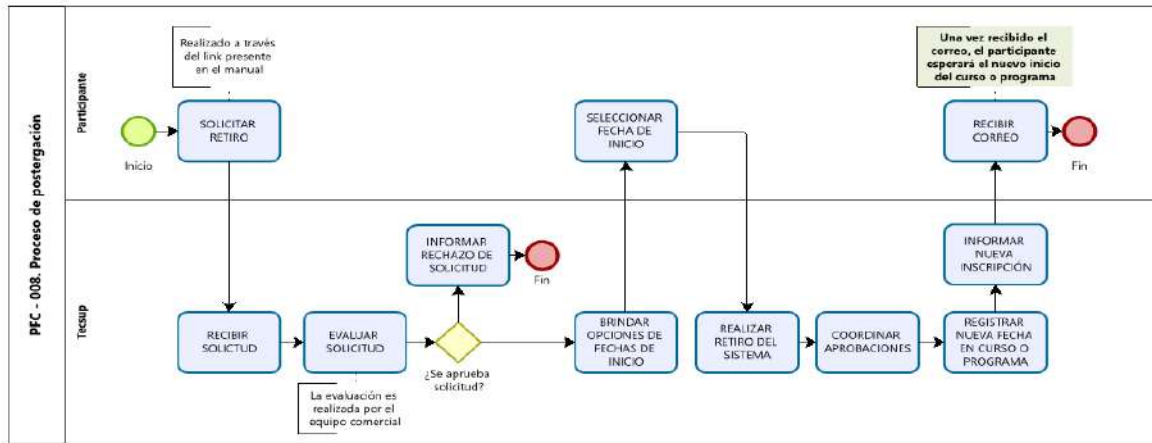 PFC - 008. Proceso de postergación
Participante
Realizado a través
del link presente
en el manual
Inicio
SOLICITAR
RETIRO
SELECCIONAR
FECHA DE
INICIO
Una vez recibido el
correo, el participante
esperará el nuevo inicio
del curso o programa
RECIBIR
CORREO
Fin
Tecsup
RECIBIR
SOLICTUD
EVALUAR
SOLICITUD
La evaluación es
realizada por el
equipo comercial
¿Se aprueba
solicitud?
INFORMAR
RECHAZO DE
SOLICITUD
Fin
BRINDAR
OPCIONES DE
FECHAS DE
INICIO
REALIZAR
RETIRO DEL
SISTEMA
COORDINAR
APROBACIONES
REGISTRAR
NUEVA FECHA
EN CURSO O
PROGRAMA
INFORMAR
NUEVA
INSCRIPCIÓN